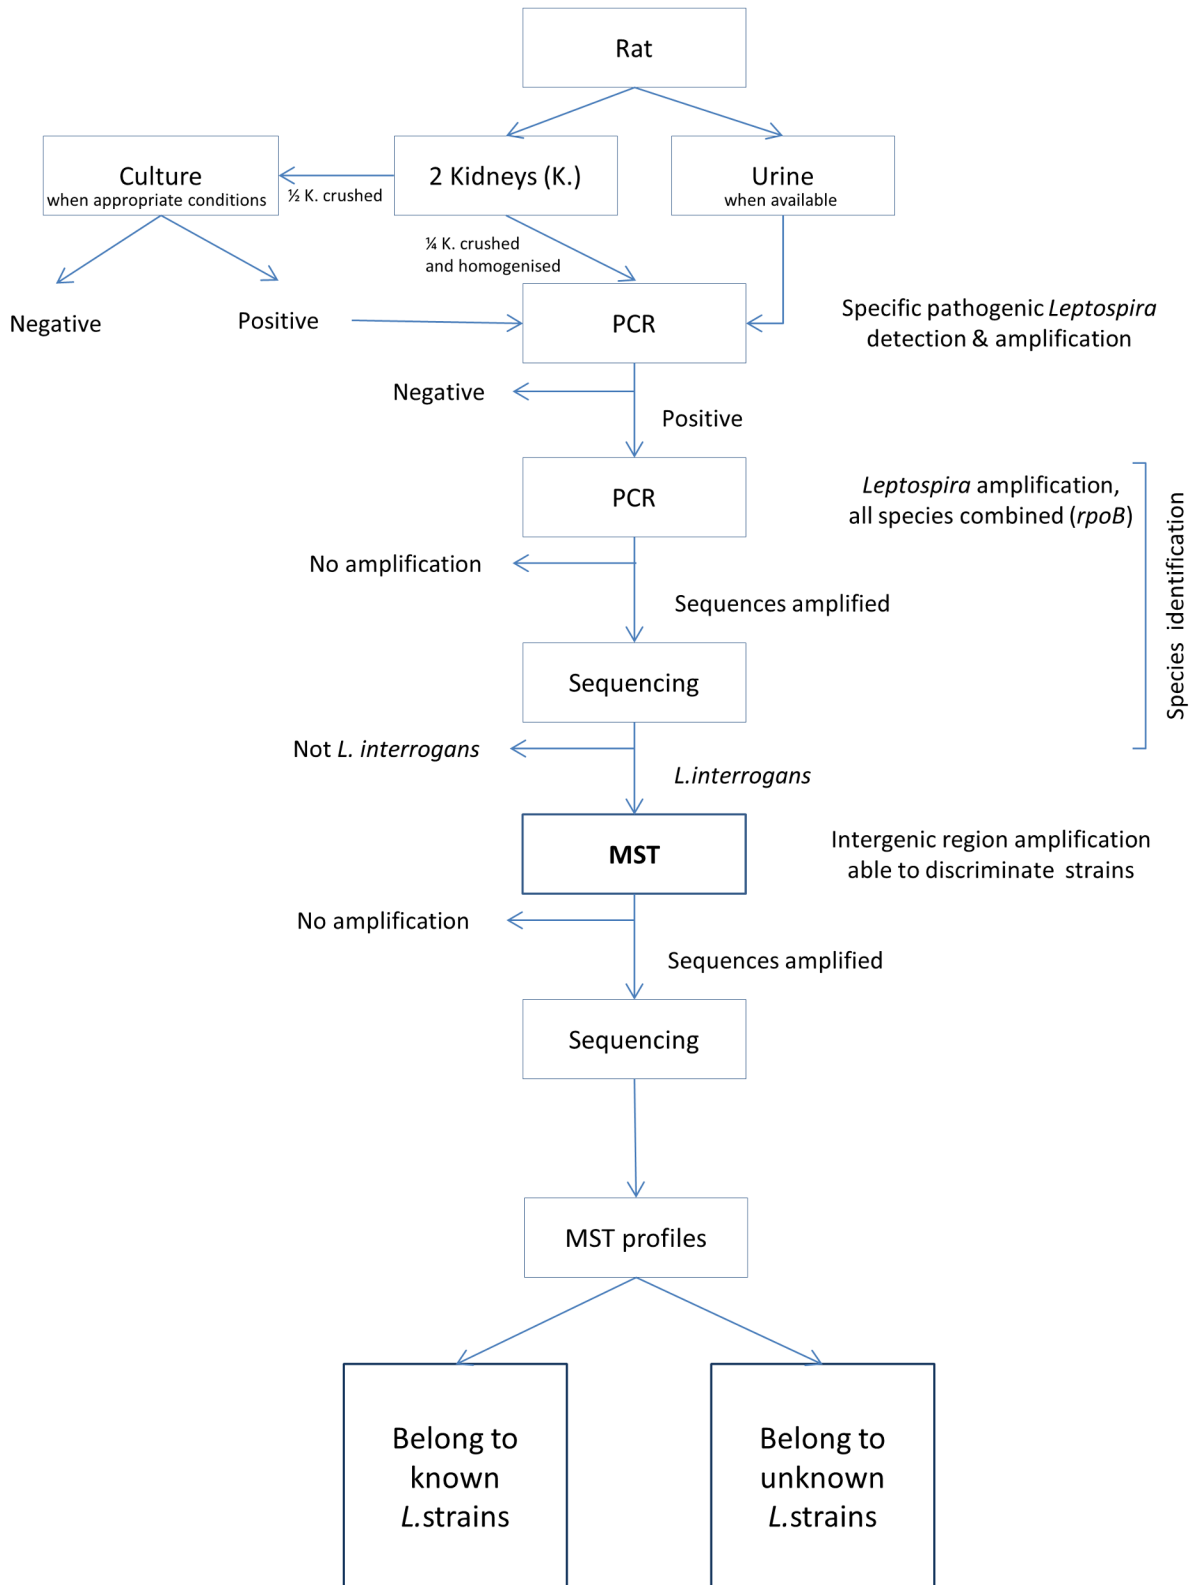 Rat
Culture
when appropriate conditions
½ K. crushed
2 Kidneys (K.)
Urine
when available
¼ K. crushed
and homogenised
Negative
Positive
PCR
Specific pathogenic Leptospira
detection & amplification
Negative
Positive
PCR
Leptospira amplification,
all species combined (rpoB)
Species identification
No amplification
Sequences amplified
Sequencing
Not L. interrogans
L.interrogans
MST
Intergenic region amplification
able to discriminate strains
No amplification
Sequences amplified
Sequencing
MST profiles
Belong to
known
L.strains
Belong to
unknown
L.strains